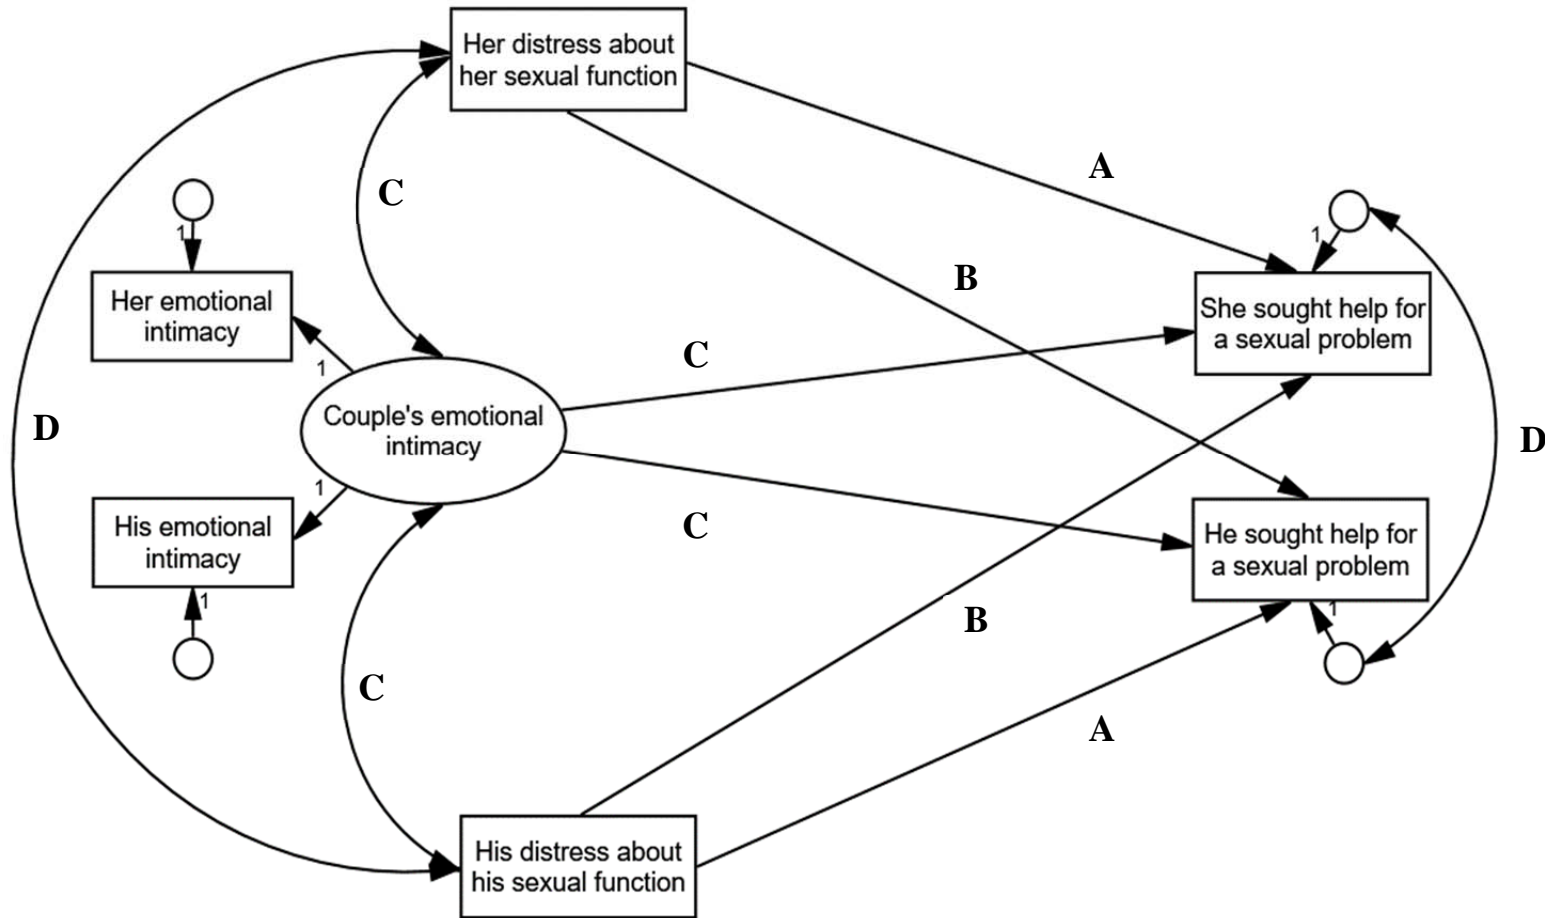 Her distress about
her sexual function
A
C
1
1
B
Her emotional
intimacy
She sought help for
a sexual problem
1
C
Couple's emotional
intimacy
D
D
1
His emotional
intimacy
C
He sought help for
a sexual problem
1
1
B
C
A
His distress about
his sexual function